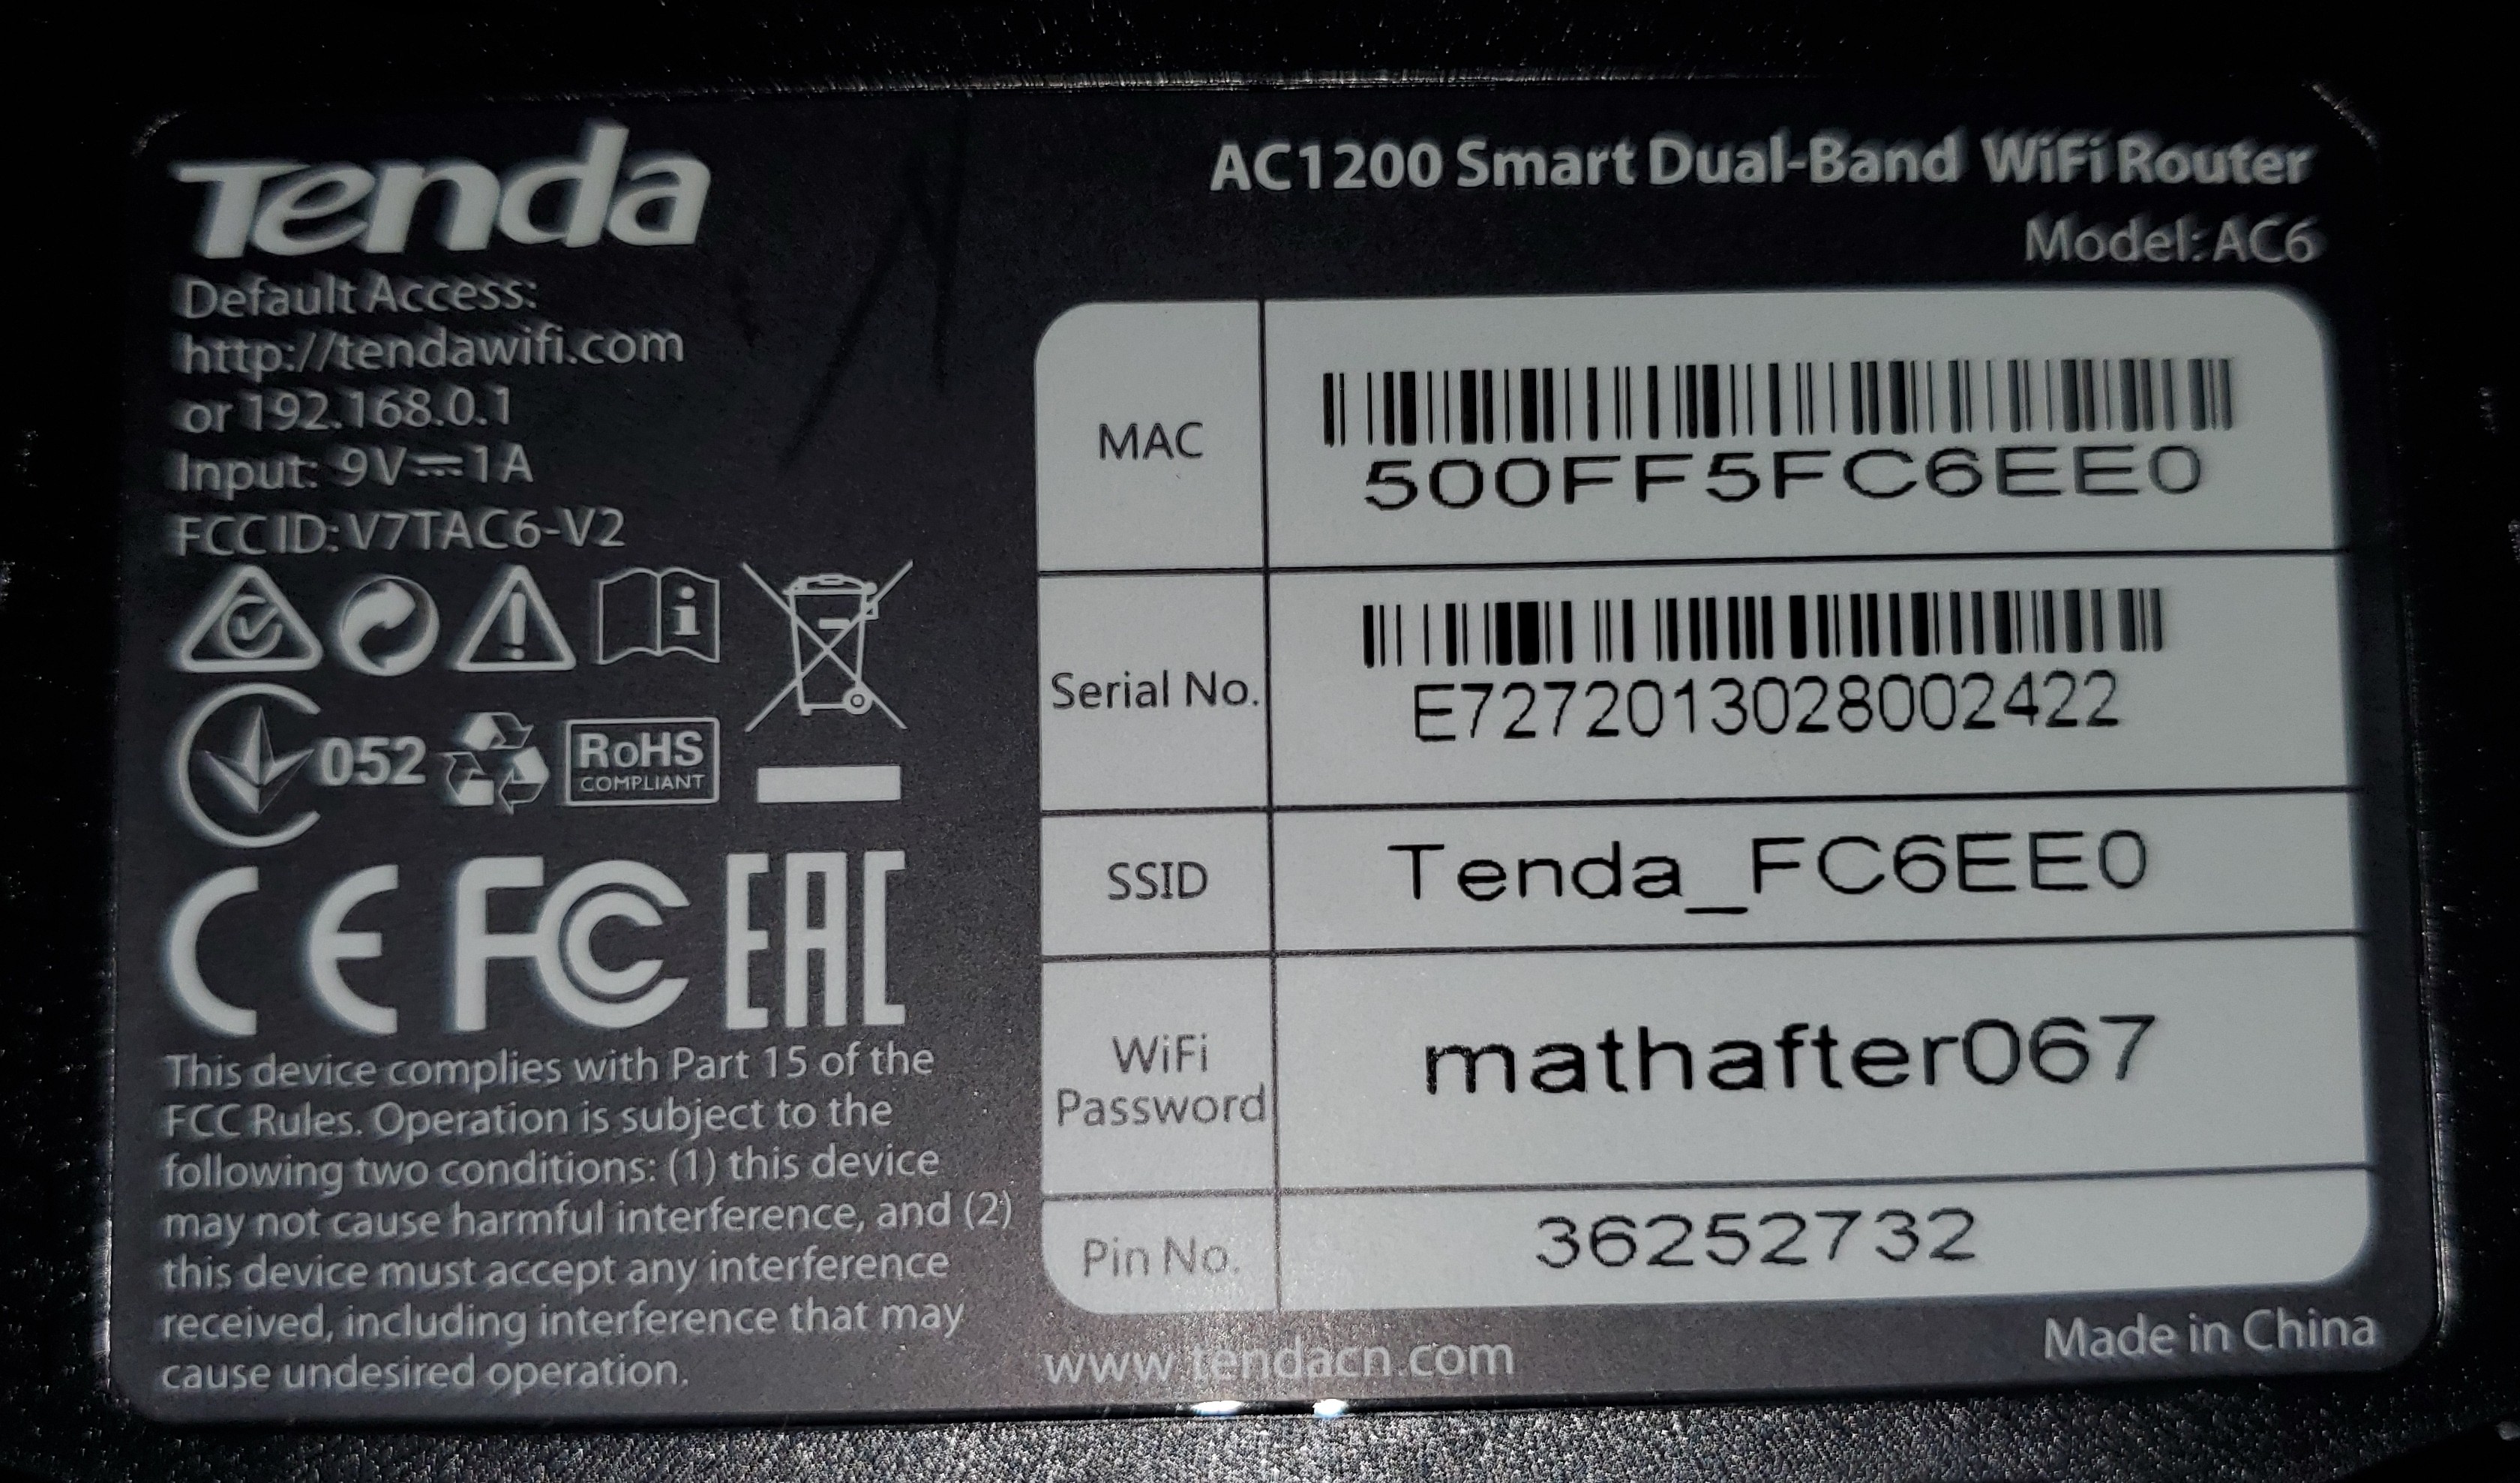 Tenda
Default Access:
http://tendawifi.com
or 192.168.0.1
Input: 9V⎓1A
FCC ID: V7TAC6-V2
052
RoHS
COMPLIANT
CE FC EAC
This device complies with Part 15 of the
FCC Rules. Operation is subject to the
following two conditions: (1) this device
may not cause harmful interference, and (2)
this device must accept any interference
received, including interference that may
cause undesired operation.
AC1200 Smart Dual-Band WiFi Router
Model: AC6
MAC
500FF5FC6EE0
Serial No.
E7272013028002422
SSID
Tenda_FC6EE0
WiFi
Password
mathafter067
Pin No.
36252732
www.tendacn.com
Made in China